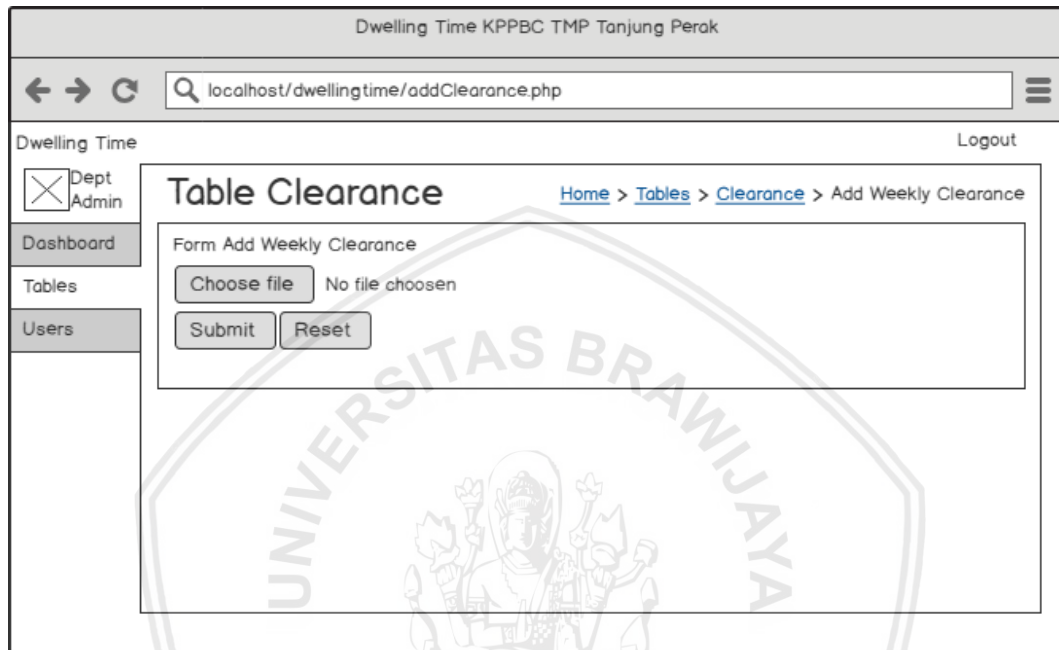 Dwelling Time KPPBC TMP Tanjung Perak
localhost/dwellingtime/addClearance.php
Dwelling Time
Logout
Dept
Admin
Table Clearance
Home > Tables > Clearance > Add Weekly Clearance
Dashboard
Tables
Users
Form Add Weekly Clearance
Choose file No file choosen
Submit Reset
UNIVERSITAS BRAWIJAYA